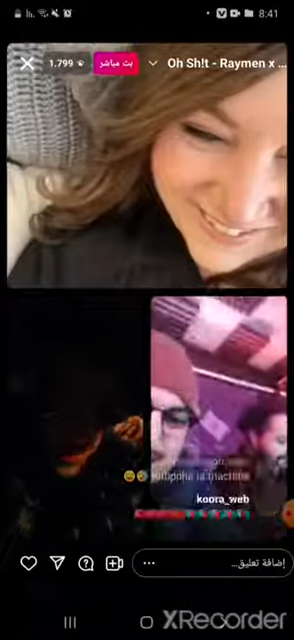 8:41
1.799
بث مباشر
Oh Sh!t - Raymen x ...
koora_web
إضافة تعليق...
XRecorder